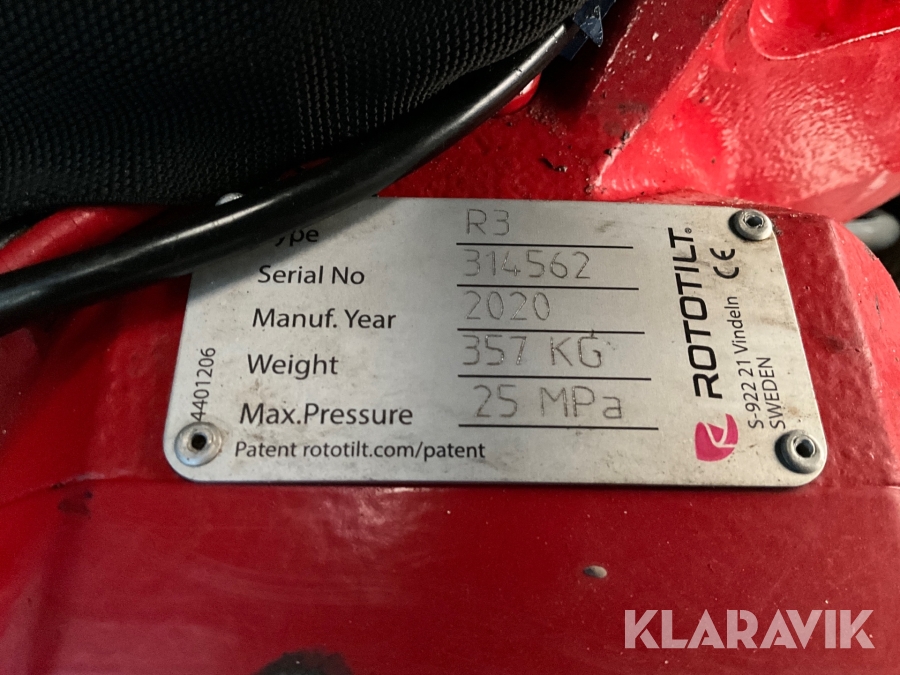 R3
Serial No 314562
Manuf. Year 2020
Weight 357 KG
Max.Pressure 25 MPa
Patent rototilt.com/patent
4401206
ROTOTILT®
CE
S-922 21 Vindeln
SWEDEN
KLARAVIK